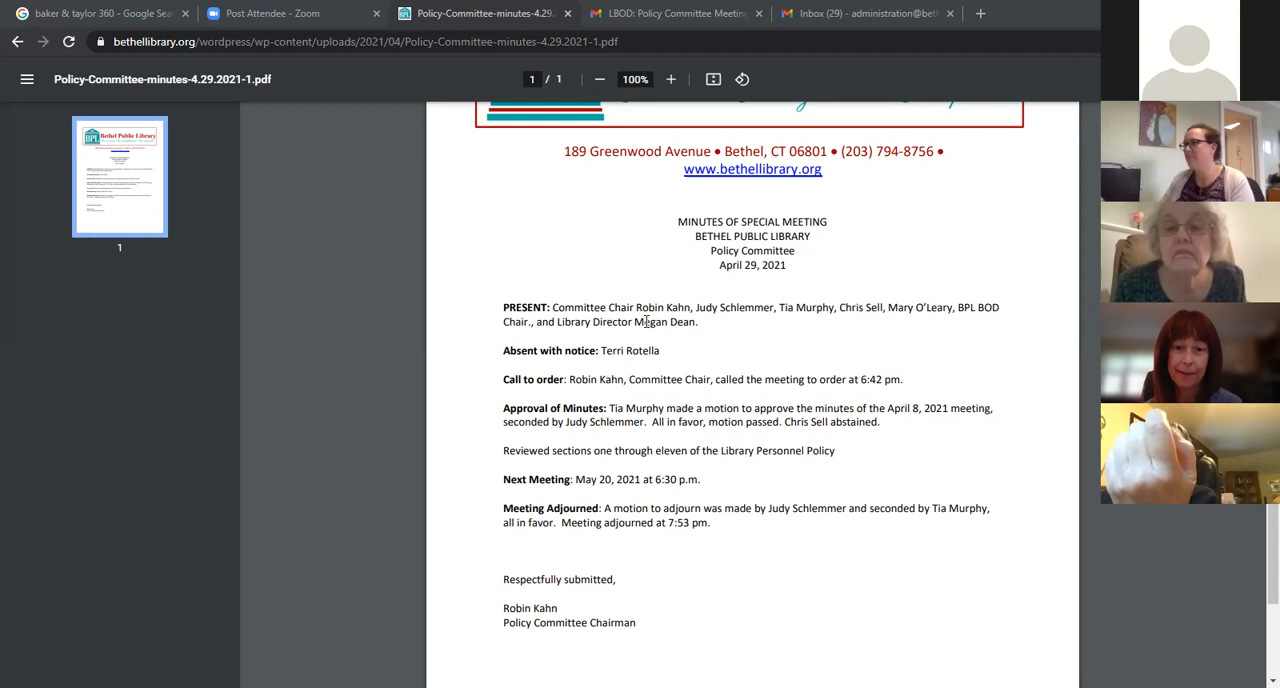 baker & taylor 360 - Google Sea
Post Attendee - Zoom
Policy-Committee-minutes-4.29.
LBOD: Policy Committee Meeting
Inbox (29) - administration@beth
bethellibrary.org/wordpress/wp-content/uploads/2021/04/Policy-Committee-minutes-4.29.2021-1.pdf
Policy-Committee-minutes-4.29.2021-1.pdf
1 / 1
100%
BPL Bethel Public Library
1
189 Greenwood Avenue • Bethel, CT 06801 • (203) 794-8756 •
www.bethellibrary.org
MINUTES OF SPECIAL MEETING
BETHEL PUBLIC LIBRARY
Policy Committee
April 29, 2021
PRESENT: Committee Chair Robin Kahn, Judy Schlemmer, Tia Murphy, Chris Sell, Mary O'Leary, BPL BOD
Chair., and Library Director Megan Dean.
Absent with notice: Terri Rotella
Call to order: Robin Kahn, Committee Chair, called the meeting to order at 6:42 pm.
Approval of Minutes: Tia Murphy made a motion to approve the minutes of the April 8, 2021 meeting,
seconded by Judy Schlemmer. All in favor, motion passed. Chris Sell abstained.
Reviewed sections one through eleven of the Library Personnel Policy
Next Meeting: May 20, 2021 at 6:30 p.m.
Meeting Adjourned: A motion to adjourn was made by Judy Schlemmer and seconded by Tia Murphy,
all in favor. Meeting adjourned at 7:53 pm.
Respectfully submitted,
Robin Kahn
Policy Committee Chairman